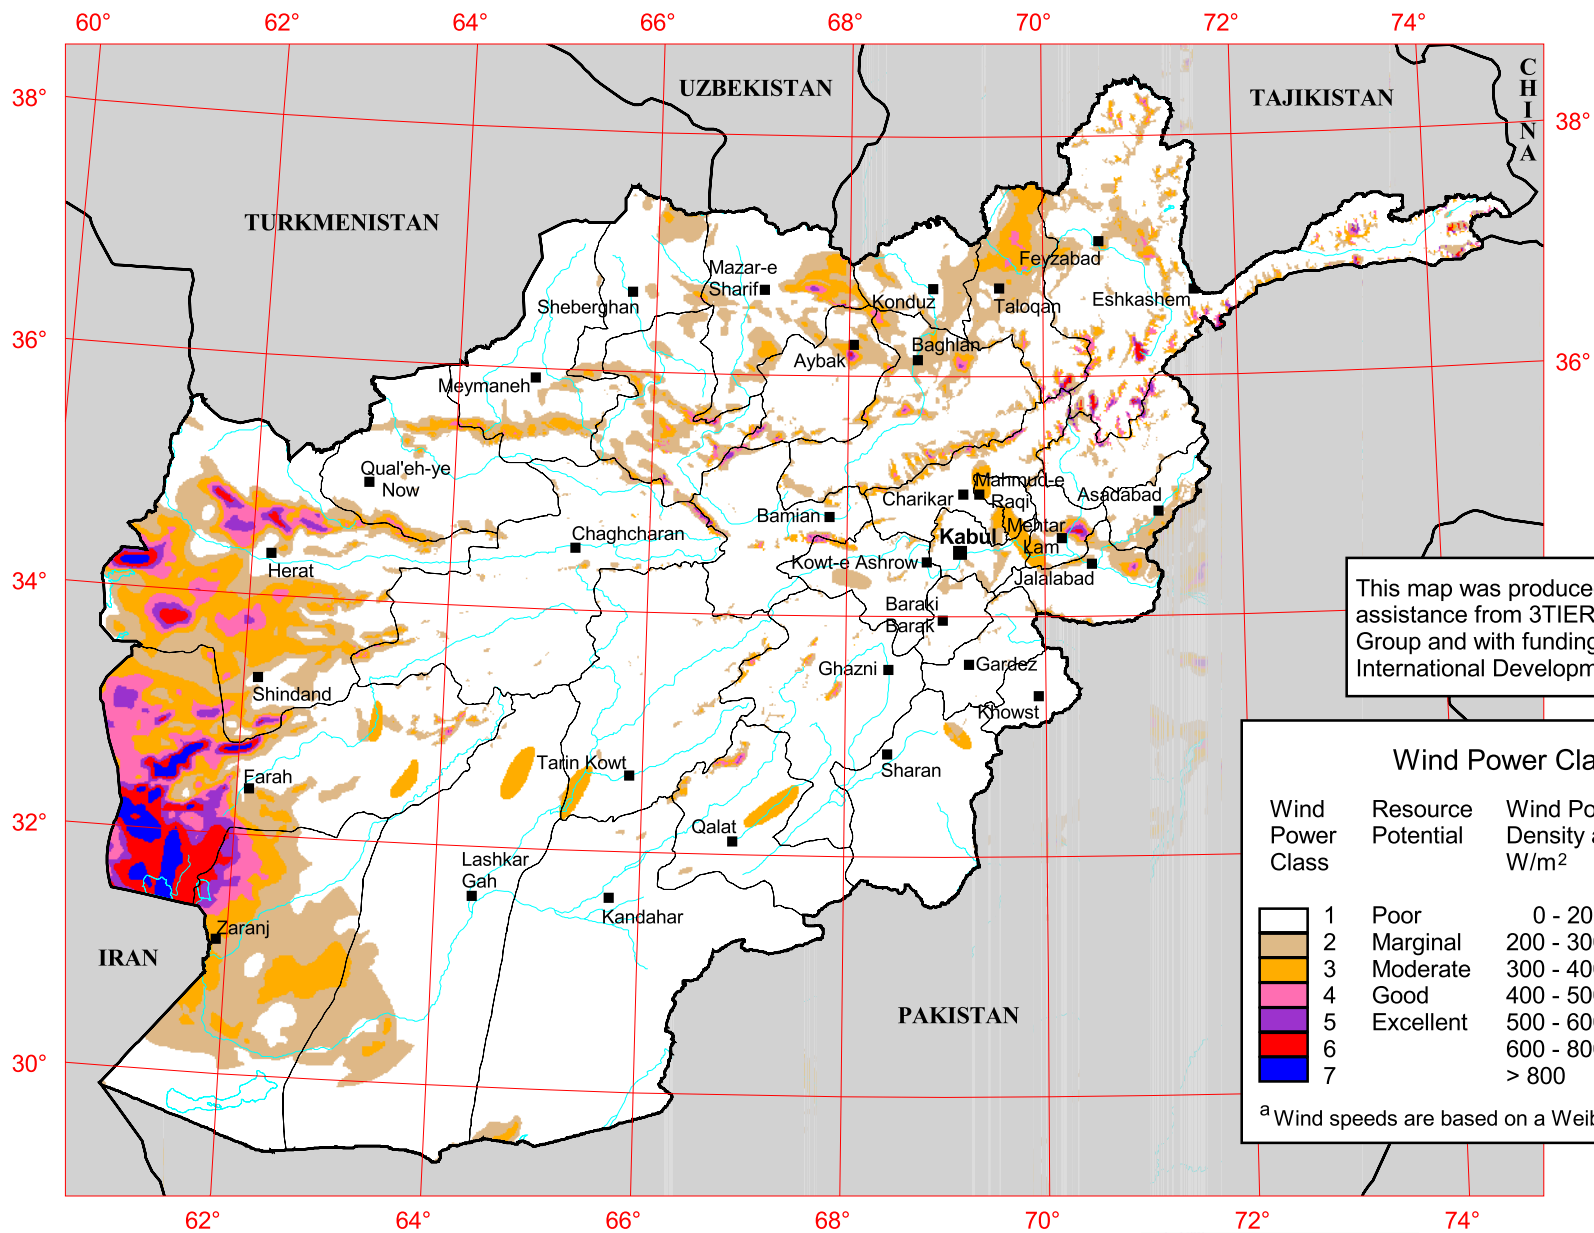 60° 62° 64° 66° 68° 70° 72° 74°
38°
36°
34°
32°
30°
38°
36°
UZBEKISTAN
TAJIKISTAN
CHINA
TURKMENISTAN
Mazar-e
Sharif
Sheberghan
Konduz
Feyzabad
Taloqan
Eshkashem
Meymaneh
Aybak
Baghlan
Qual'eh-ye
Now
Charikar
Mahmud-e
Raqi
Asadabad
Bamian
Chaghcharan
Herat
Kabul
Mehtar
Lam
Kowt-e Ashrow
Jalalabad
Baraki
Barak
Shindand
Ghazni
Gardez
Khowst
Farah
Tarin Kowt
Sharan
Qalat
Lashkar
Gah
Kandahar
Zaranj
IRAN
PAKISTAN
This map was produce
assistance from 3TIER
Group and with funding
International Developm
Wind Power Cla
Wind
Power
Class
Resource
Potential
Wind Po
Density a
W/m2
1 Poor 0 - 20
2 Marginal 200 - 30
3 Moderate 300 - 40
4 Good 400 - 50
5 Excellent 500 - 60
6 600 - 80
7 > 800
a Wind speeds are based on a Weib
62° 64° 66° 68° 70° 72° 74°